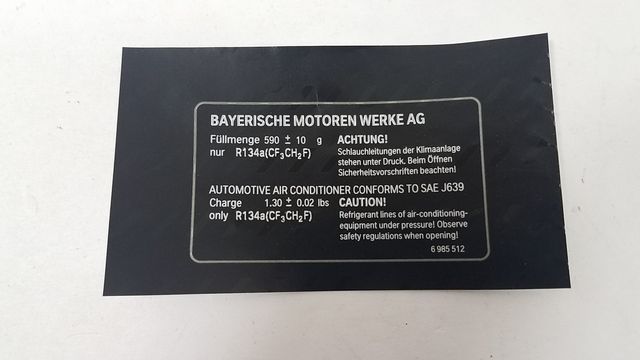 BAYERISCHE MOTOREN WERKE AG
Füllmenge 590 ± 10 g
nur R134a(CF₃CH₂F)
ACHTUNG!
Schlauchleitungen der Klimaanlage
stehen unter Druck. Beim Öffnen
Sicherheitsvorschriften beachten!
AUTOMOTIVE AIR CONDITIONER CONFORMS TO SAE J639
Charge 1.30 ± 0.02 lbs
only R134a(CF₃CH₂F)
CAUTION!
Refrigerant lines of air-conditioning-
equipment under pressure! Observe
safety regulations when opening!
6 985 512